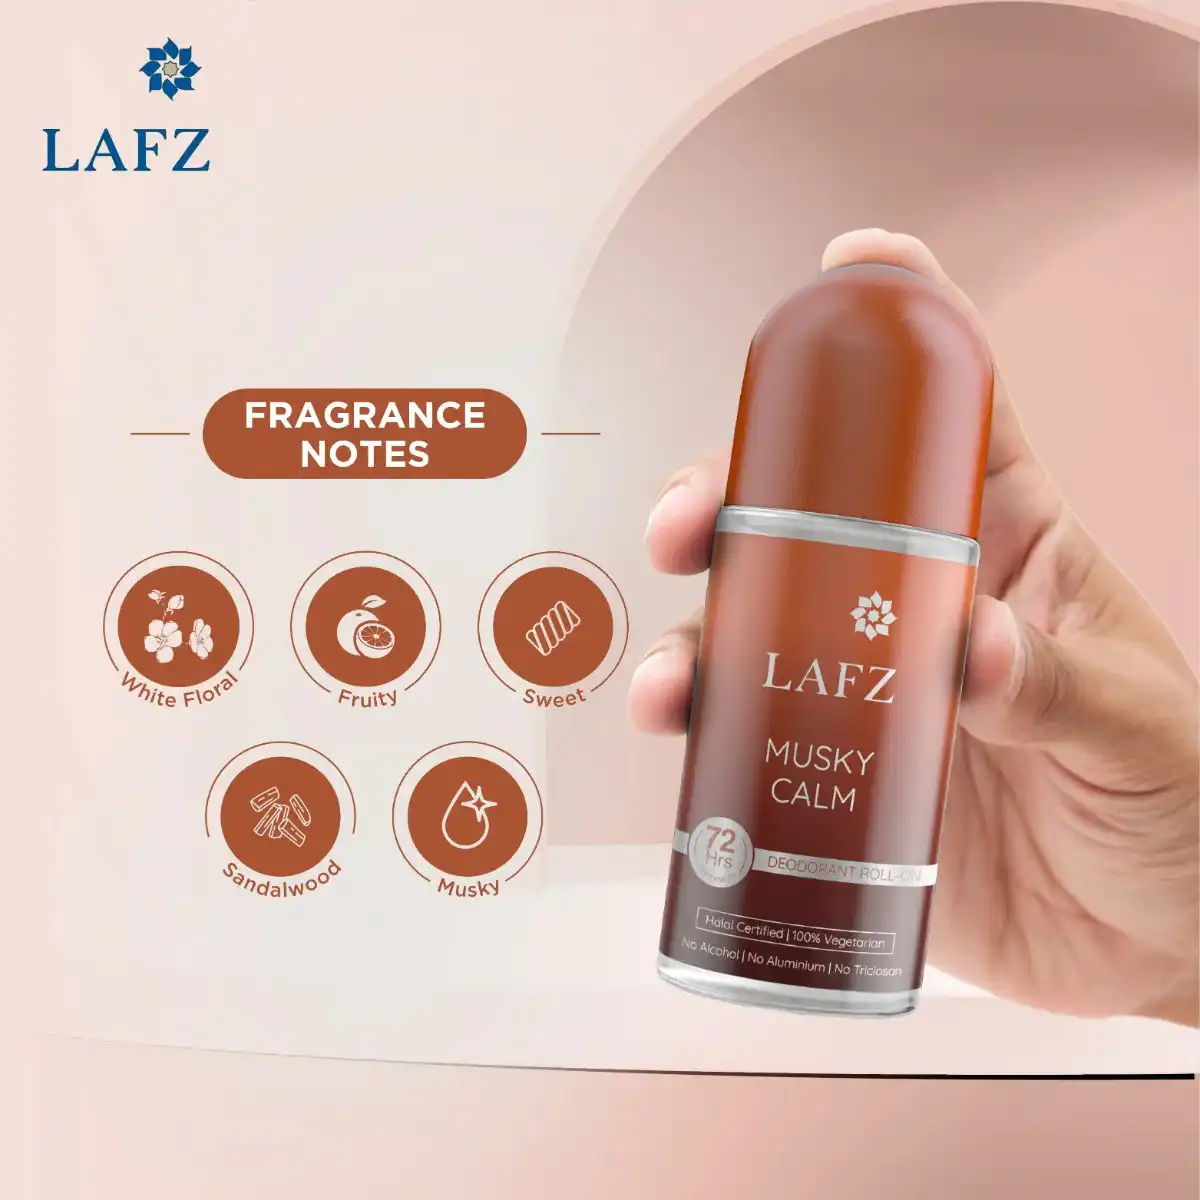 LAFZ
FRAGRANCE
NOTES
White Floral
Fruity
Sweet
Sandalwood
Musky
LAFZ
MUSKY
CALM
72
Hrs
DEODORANT ROLL-ON
Halal Certified | 100% Vegetarian
No Alcohol | No Aluminium | No Triclosan